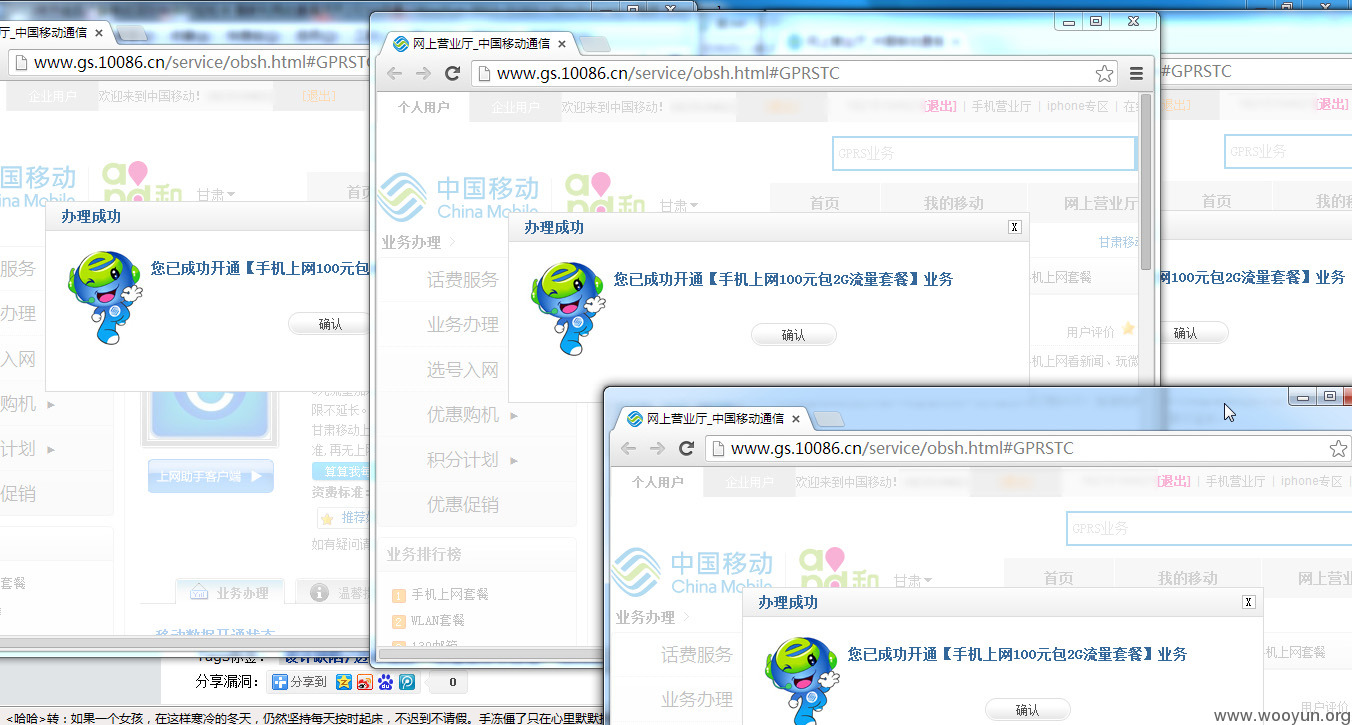 厅_中国移动通信
www.gs.10086.cn/service/obsh.html#GPRSTC
企业用户 欢迎来到中国移动! [退出]
国移动
ina Mobile
甘肃
首页
办理成功
您已成功开通【手机上网100元包
确认
服务
办理
入网
购机
计划
促销
限不延长。
甘肃移动上
上网助手客户端
算算我每
资费标准:
推荐
如有疑问请
套餐
业务办理
温馨
移动数据开通状态
网上营业厅_中国移动通信
www.gs.10086.cn/service/obsh.html#GPRSTC
个人用户 企业用户 欢迎来到中国移动! [退出] | 手机营业厅 | iphone专区 | 在
GPRS业务
中国移动
China Mobile
甘肃
首页 我的移动 网上营业厅
业务办理
甘肃移动
办理成功
X
您已成功开通【手机上网100元包2G流量套餐】业务
确认
话费服务
业务办理
选号入网
优惠购机
积分计划
优惠促销
机上网套餐
用户评价
机上网看新闻、玩微
业务排行榜
1 手机上网套餐
2 WLAN套餐
139邮箱
#GPRSTC
[退出]
[退出]
GPRS业务
首页 我的移
网100元包2G流量套餐】业务
确认
网上营业厅_中国移动通信
www.gs.10086.cn/service/obsh.html#GPRSTC
个人用户 企业用户 欢迎来到中国移动! [退出] | 手机营业厅 | iphone专区 |
GPRS业务
中国移动
China Mobile
甘肃
首页 我的移动 网上营业
业务办理
办理成功
X
您已成功开通【手机上网100元包2G流量套餐】业务
确认
话费服务
业务办理
机上网套餐
用户评价
Tags标签:
分享漏洞: 分享到 0
<哈哈>转：如果一个女孩，在这样寒冷的冬天，仍然坚持每天按时起床，不迟到不请假。手冻僵了只在心里默默
www.wooyun.org